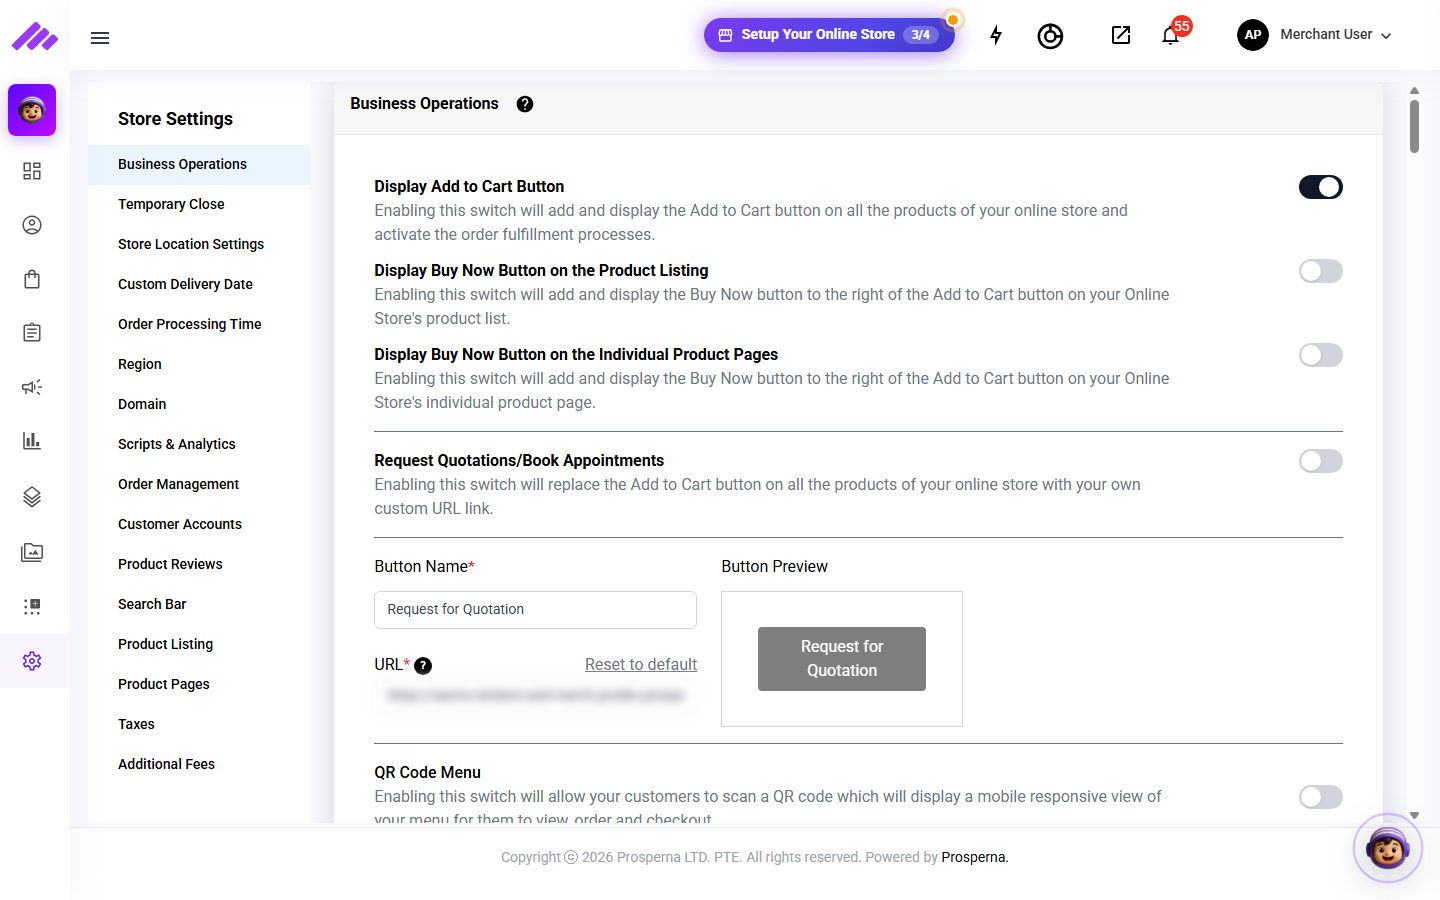 Setup Your Online Store 3/4
55
AP Merchant User
Store Settings
Business Operations
Temporary Close
Store Location Settings
Custom Delivery Date
Order Processing Time
Region
Domain
Scripts & Analytics
Order Management
Customer Accounts
Product Reviews
Search Bar
Product Listing
Product Pages
Taxes
Additional Fees
Business Operations ?
Display Add to Cart Button
Enabling this switch will add and display the Add to Cart button on all the products of your online store and
activate the order fulfillment processes.
Display Buy Now Button on the Product Listing
Enabling this switch will add and display the Buy Now button to the right of the Add to Cart button on your Online
Store's product list.
Display Buy Now Button on the Individual Product Pages
Enabling this switch will add and display the Buy Now button to the right of the Add to Cart button on your Online
Store's individual product page.
Request Quotations/Book Appointments
Enabling this switch will replace the Add to Cart button on all the products of your online store with your own
custom URL link.
Button Name*
Request for Quotation
URL* ? Reset to default
Button Preview
Request for
Quotation
QR Code Menu
Enabling this switch will allow your customers to scan a QR code which will display a mobile responsive view of
your menu for them to view, order and checkout
Copyright © 2026 Prosperna LTD. PTE. All rights reserved. Powered by Prosperna.